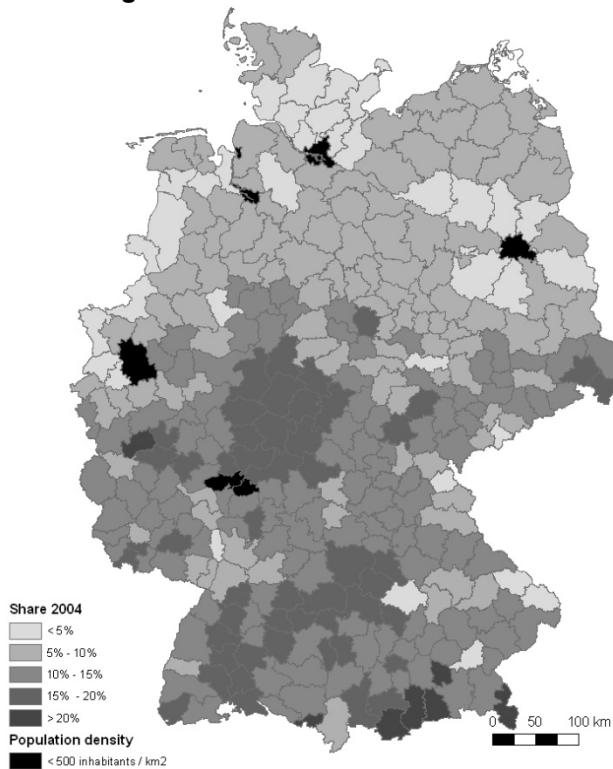 Share 2004
< 5%
5% - 10%
10% - 15%
15% - 20%
> 20%
Population density
< 500 inhabitants / km2
0 50 100 km